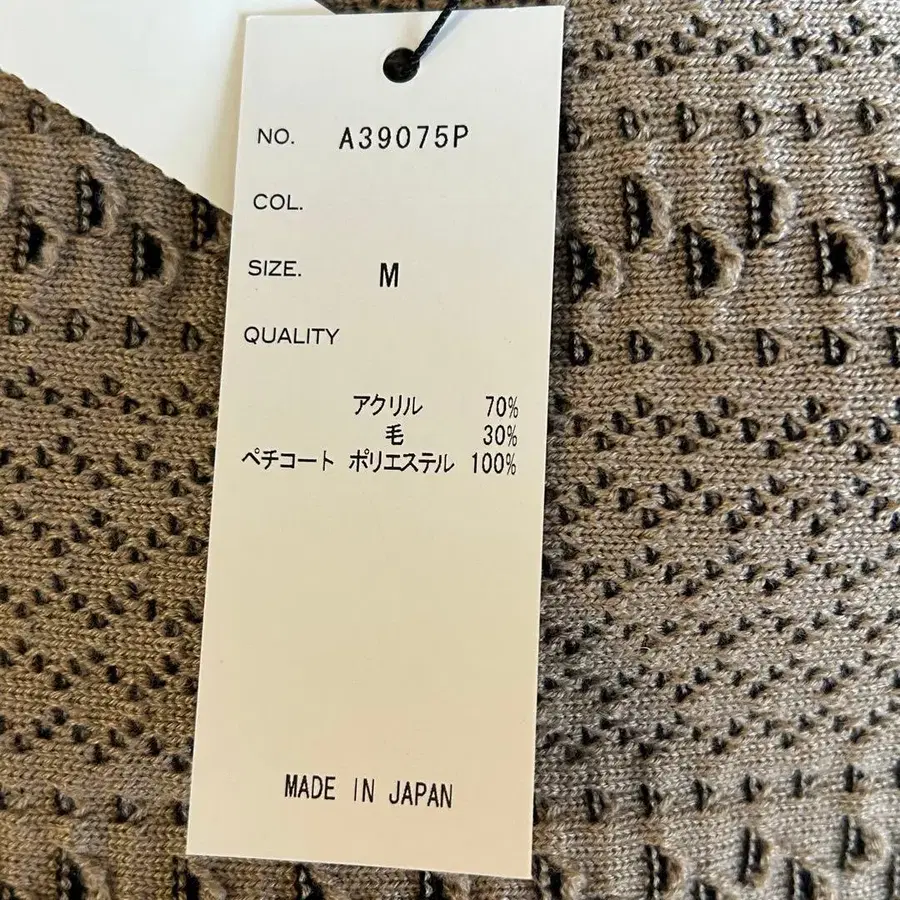 NO. A39075P
COL.
SIZE. M
QUALITY
アクリル 70%
毛 30%
ペチコート ポリエステル 100%
MADE IN JAPAN